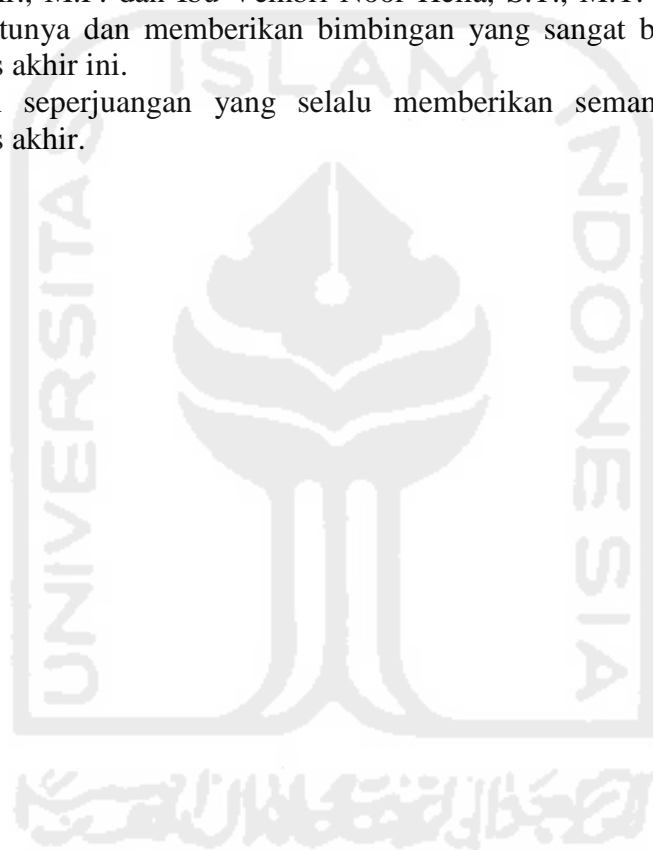 M.P. dan Ibu Vembri Noor Helia, S.T., M.T.
tunya dan memberikan bimbingan yang sangat b
s akhir ini.
seperjuangan yang selalu memberikan seman
s akhir.
ISLAM
UNIVERSITAS
INDONESIA